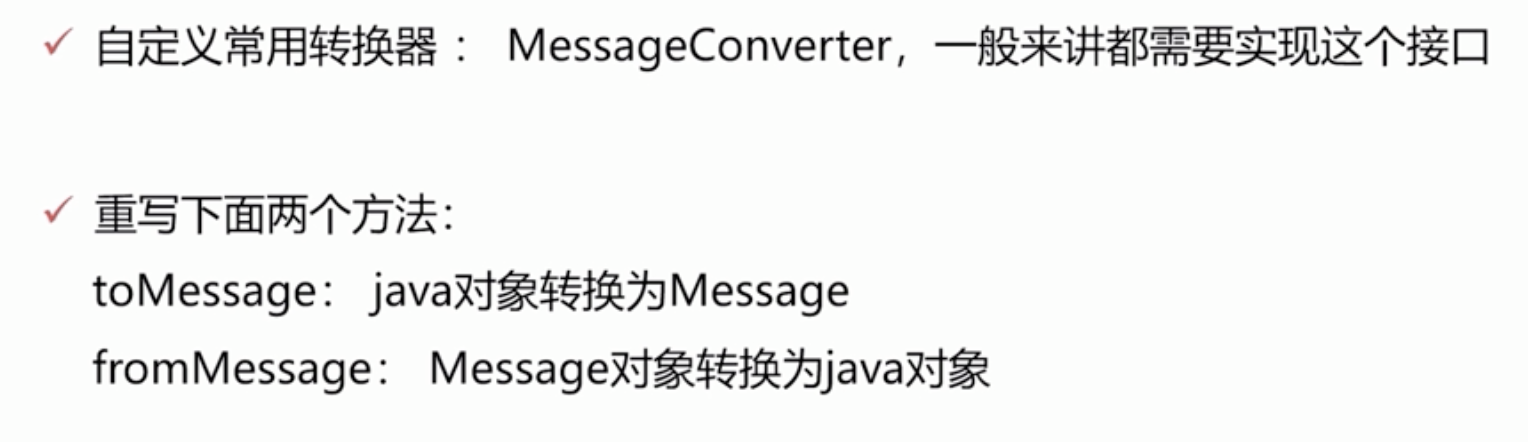 ✓ 自定义常用转换器： MessageConverter，一般来讲都需要实现这个接口
✓ 重写下面两个方法：
toMessage： java对象转换为Message
fromMessage： Message对象转换为java对象